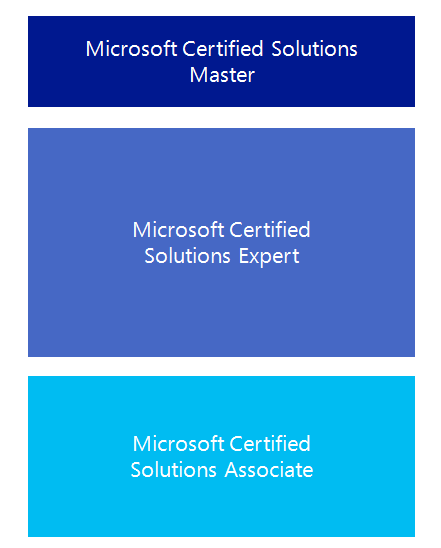 Microsoft Certified Solutions
Master
Microsoft Certified
Solutions Expert
Microsoft Certified
Solutions Associate